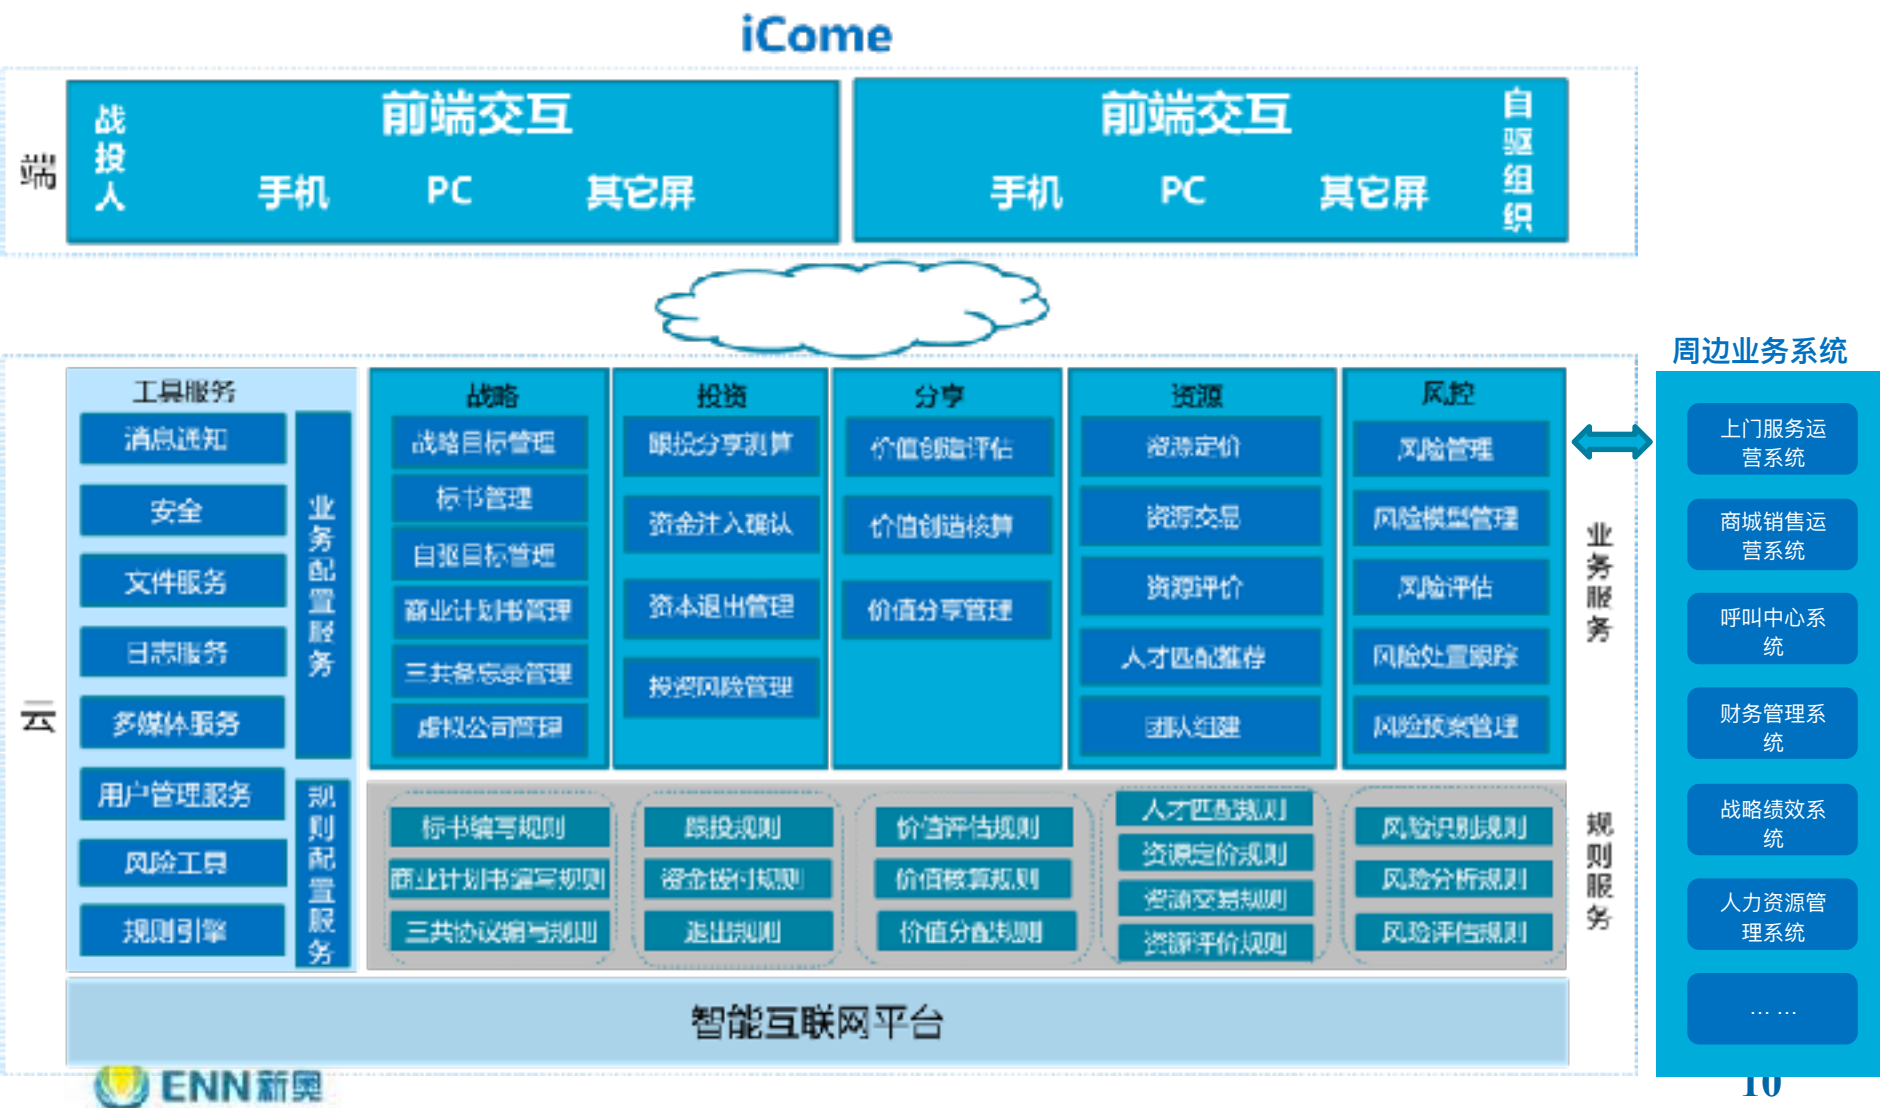 iCome
端
战投人
前端交互
手机 PC 其它屏
前端交互
手机 PC 其它屏
自驱组织
云
工具服务
消息通知
安全
文件服务
日志服务
多媒体服务
用户管理服务
风险工具
规则引擎
业务配置服务
规则配置服务
战略
战略目标管理
标书管理
自驱目标管理
商业计划书管理
三共备忘录管理
虚拟公司管理
投资
跟投分享测算
资金注入确认
资本退出管理
投资风险管理
分享
价值创造评估
价值创造核算
价值分享管理
资源
资源定价
资源交易
资源评价
人才匹配推荐
团队组建
风控
风险管理
风险模型管理
风险评估
风险处置跟踪
风险预案管理
业务服务
标书编写规则
商业计划书编写规则
三共协议编写规则
跟投规则
资金拨付规则
退出规则
价值评估规则
价值核算规则
价值分配规则
人才匹配规则
资源定价规则
资源交易规则
资源评价规则
风险识别规则
风险分析规则
风险评估规则
规则服务
智能互联网平台
周边业务系统
上门服务运
营系统
商城销售运
营系统
呼叫中心系
统
财务管理系
统
战略绩效系
统
人力资源管
理系统
... ...
ENN新奥
10